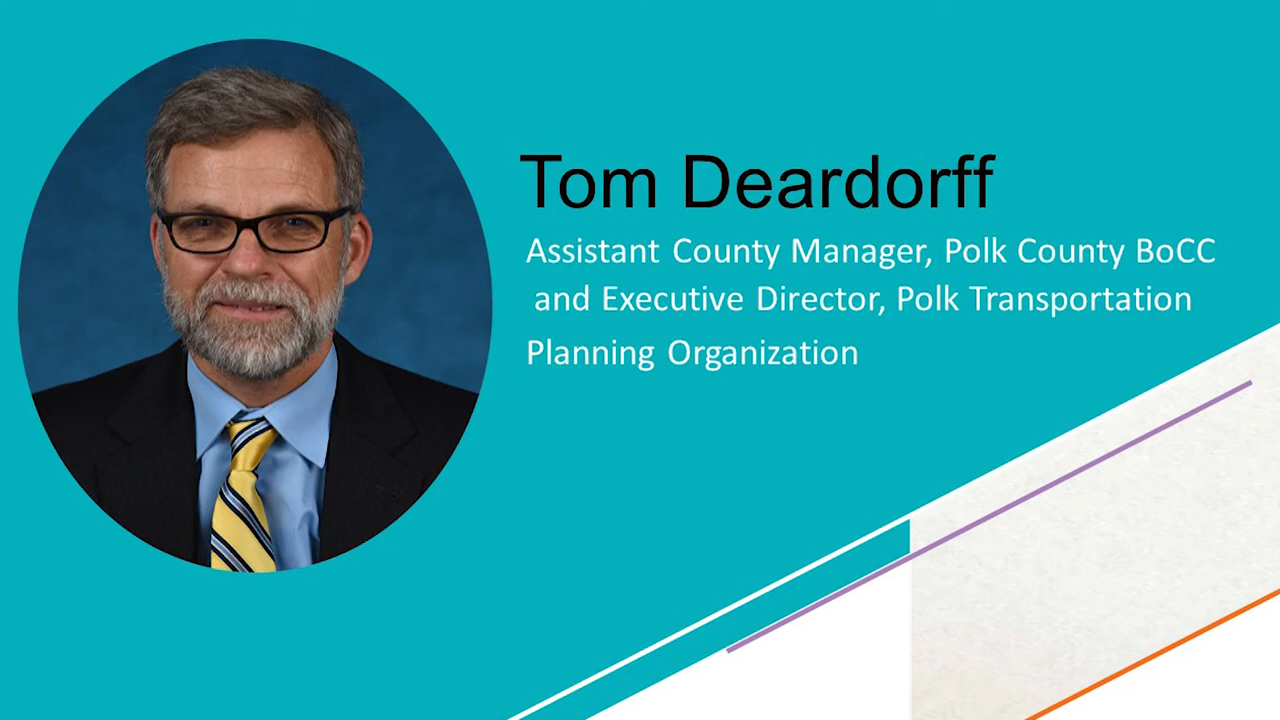 Tom Deardorff
Assistant County Manager, Polk County BoCC
and Executive Director, Polk Transportation
Planning Organization